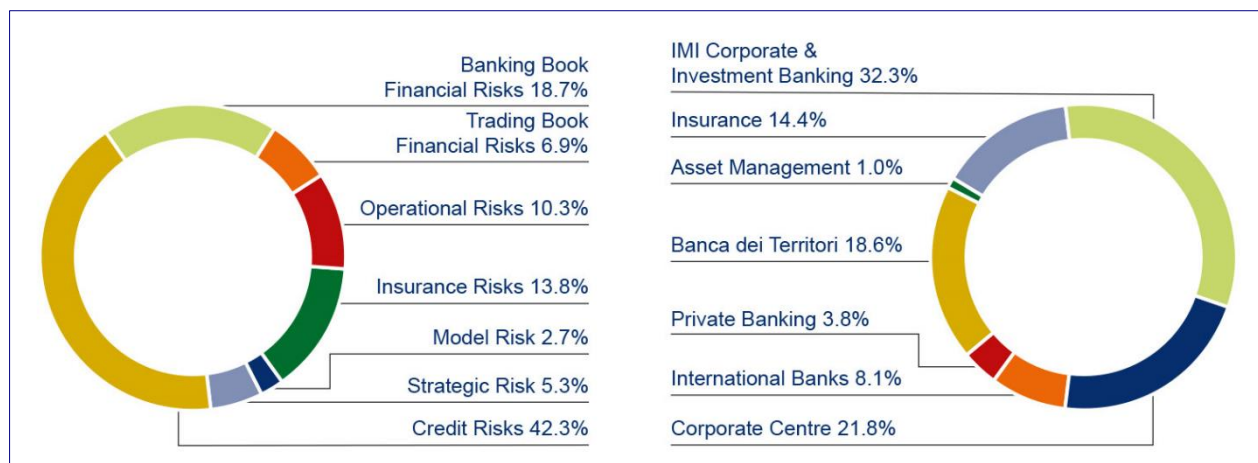 Banking Book
Financial Risks 18.7%
Trading Book
Financial Risks 6.9%
Operational Risks 10.3%
Insurance Risks 13.8%
Model Risk 2.7%
Strategic Risk 5.3%
Credit Risks 42.3%
IMI Corporate &
Investment Banking 32.3%
Insurance 14.4%
Asset Management 1.0%
Banca dei Territori 18.6%
Private Banking 3.8%
International Banks 8.1%
Corporate Centre 21.8%